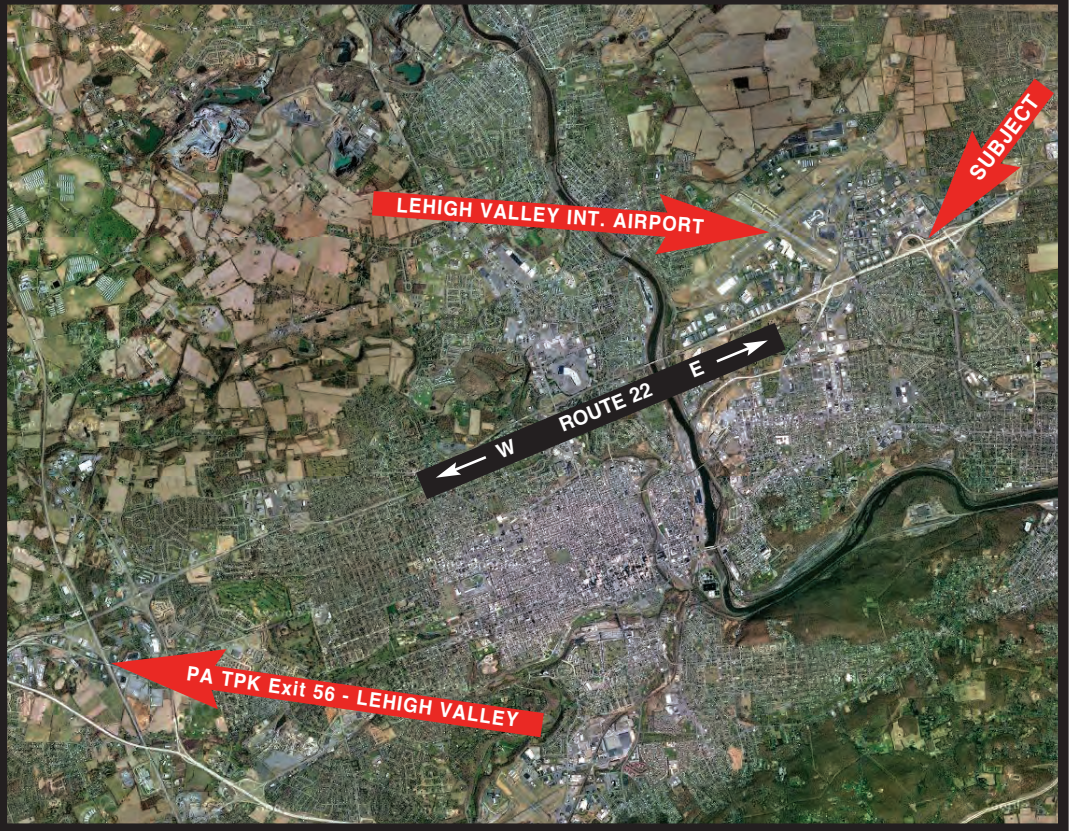 SUBJECT
LEHIGH VALLEY INT. AIRPORT
W ROUTE 22 E
PA TPK Exit 56 - LEHIGH VALLEY